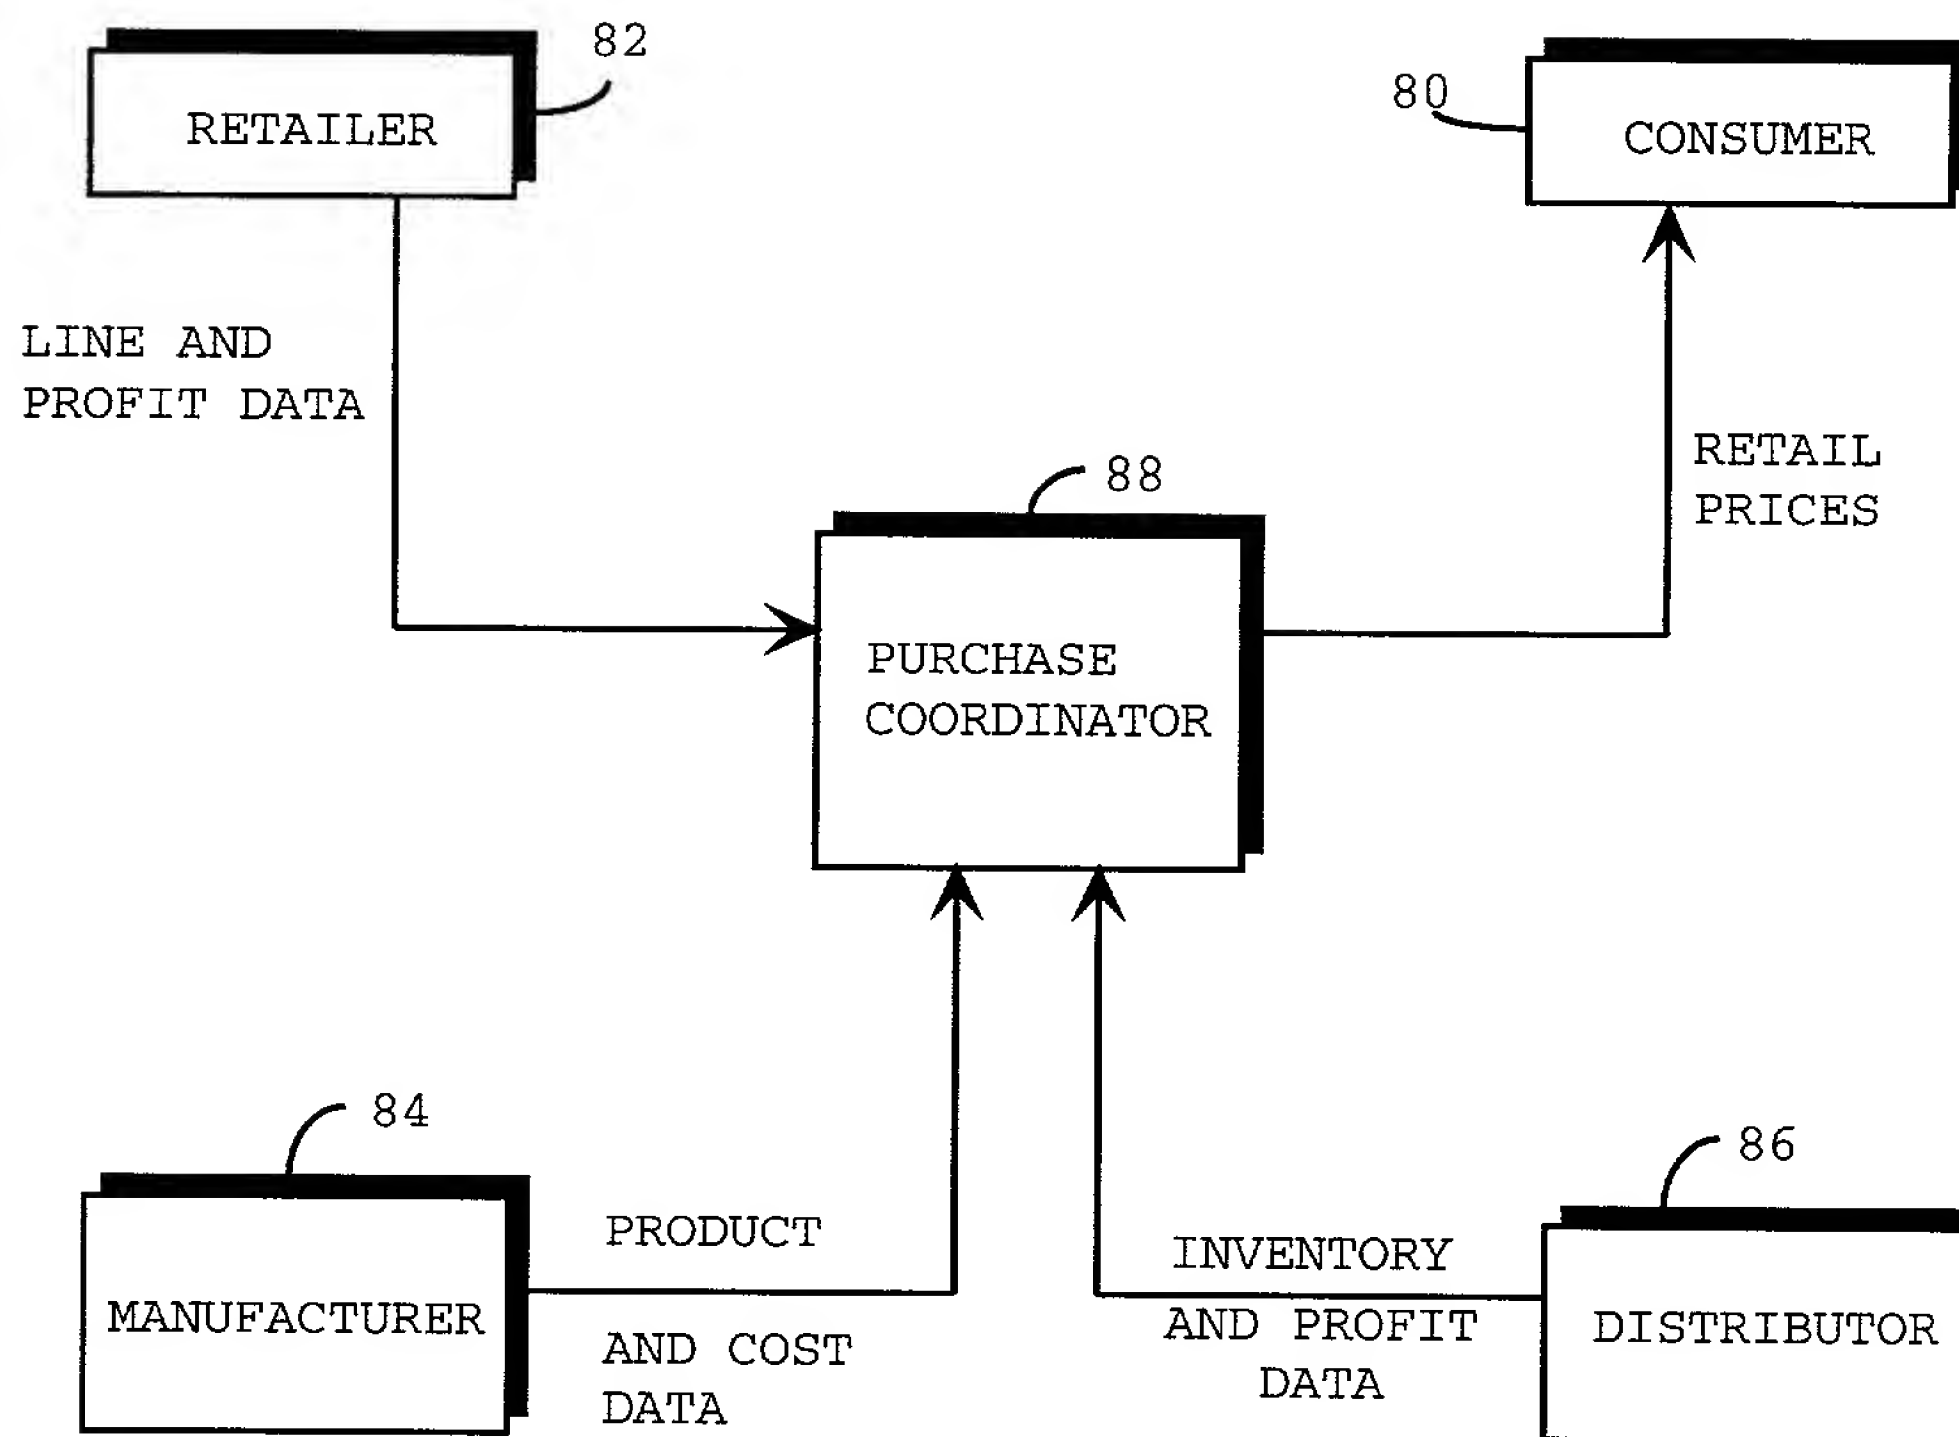 82
RETAILER
80
CONSUMER
LINE AND
PROFIT DATA
RETAIL
PRICES
88
PURCHASE
COORDINATOR
84
MANUFACTURER
PRODUCT
AND COST
DATA
86
INVENTORY
AND PROFIT
DATA
DISTRIBUTOR